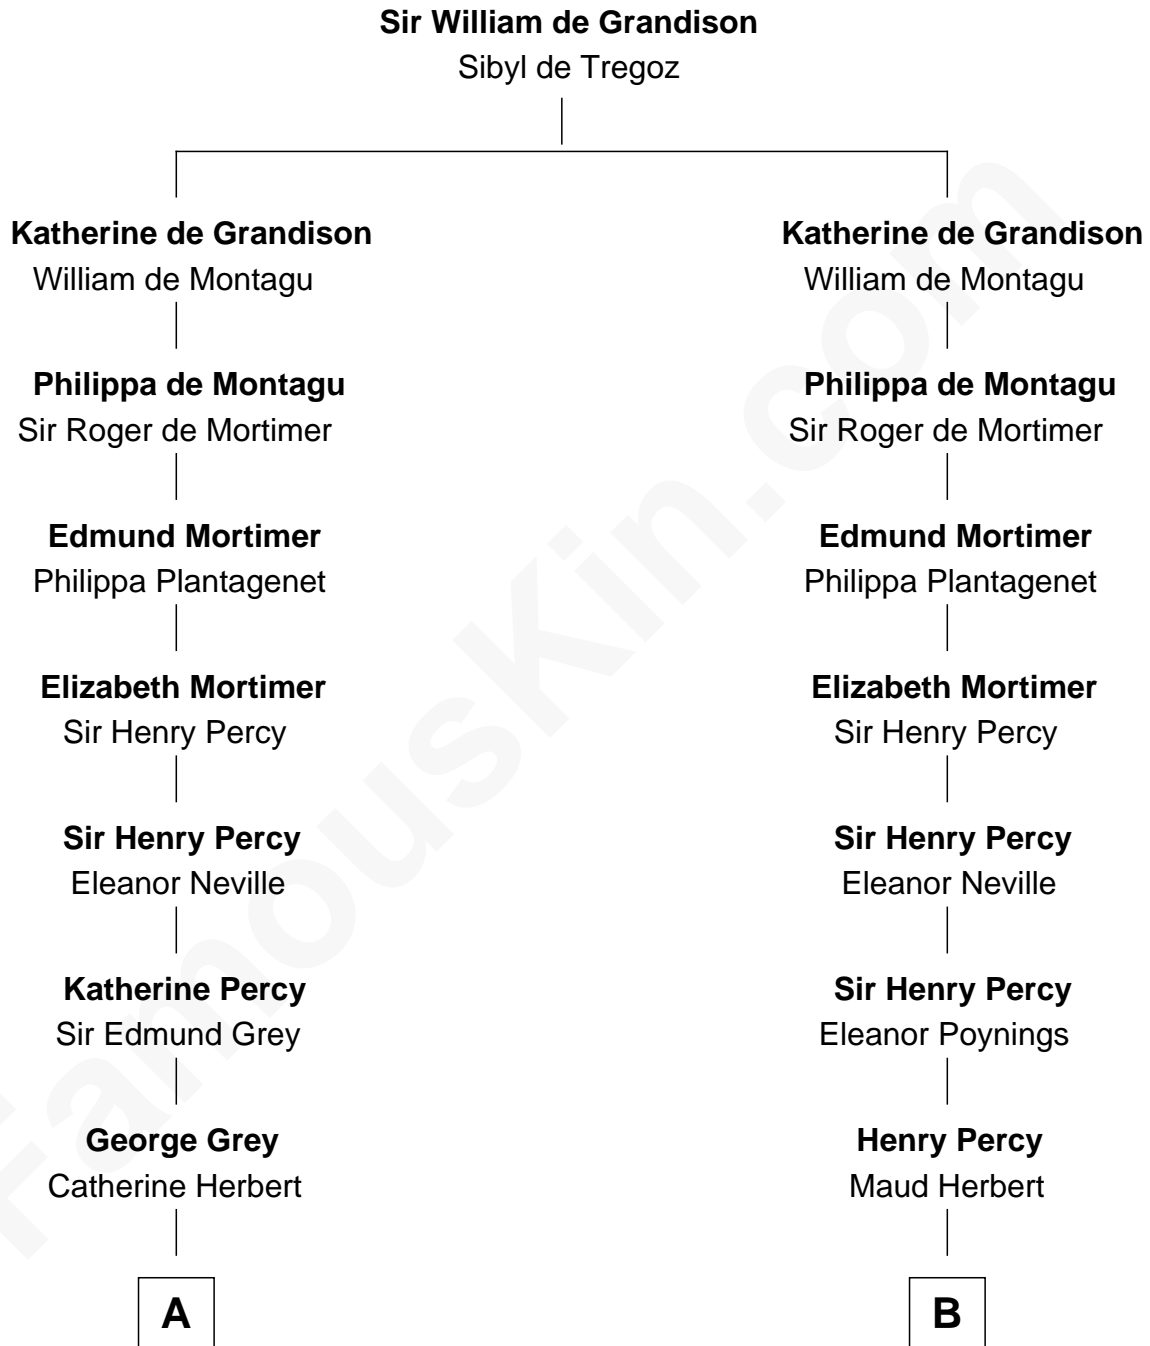 Sir William de Grandison
Sibyl de Tregoz
Katherine de Grandison
William de Montagu
Philippa de Montagu
Sir Roger de Mortimer
Edmund Mortimer
Philippa Plantagenet
Elizabeth Mortimer
Sir Henry Percy
Sir Henry Percy
Eleanor Neville
Katherine Percy
Sir Edmund Grey
George Grey
Catherine Herbert
A
Katherine de Grandison
William de Montagu
Philippa de Montagu
Sir Roger de Mortimer
Edmund Mortimer
Philippa Plantagenet
Elizabeth Mortimer
Sir Henry Percy
Sir Henry Percy
Eleanor Neville
Sir Henry Percy
Eleanor Poynings
Henry Percy
Maud Herbert
B
FamousKin.com